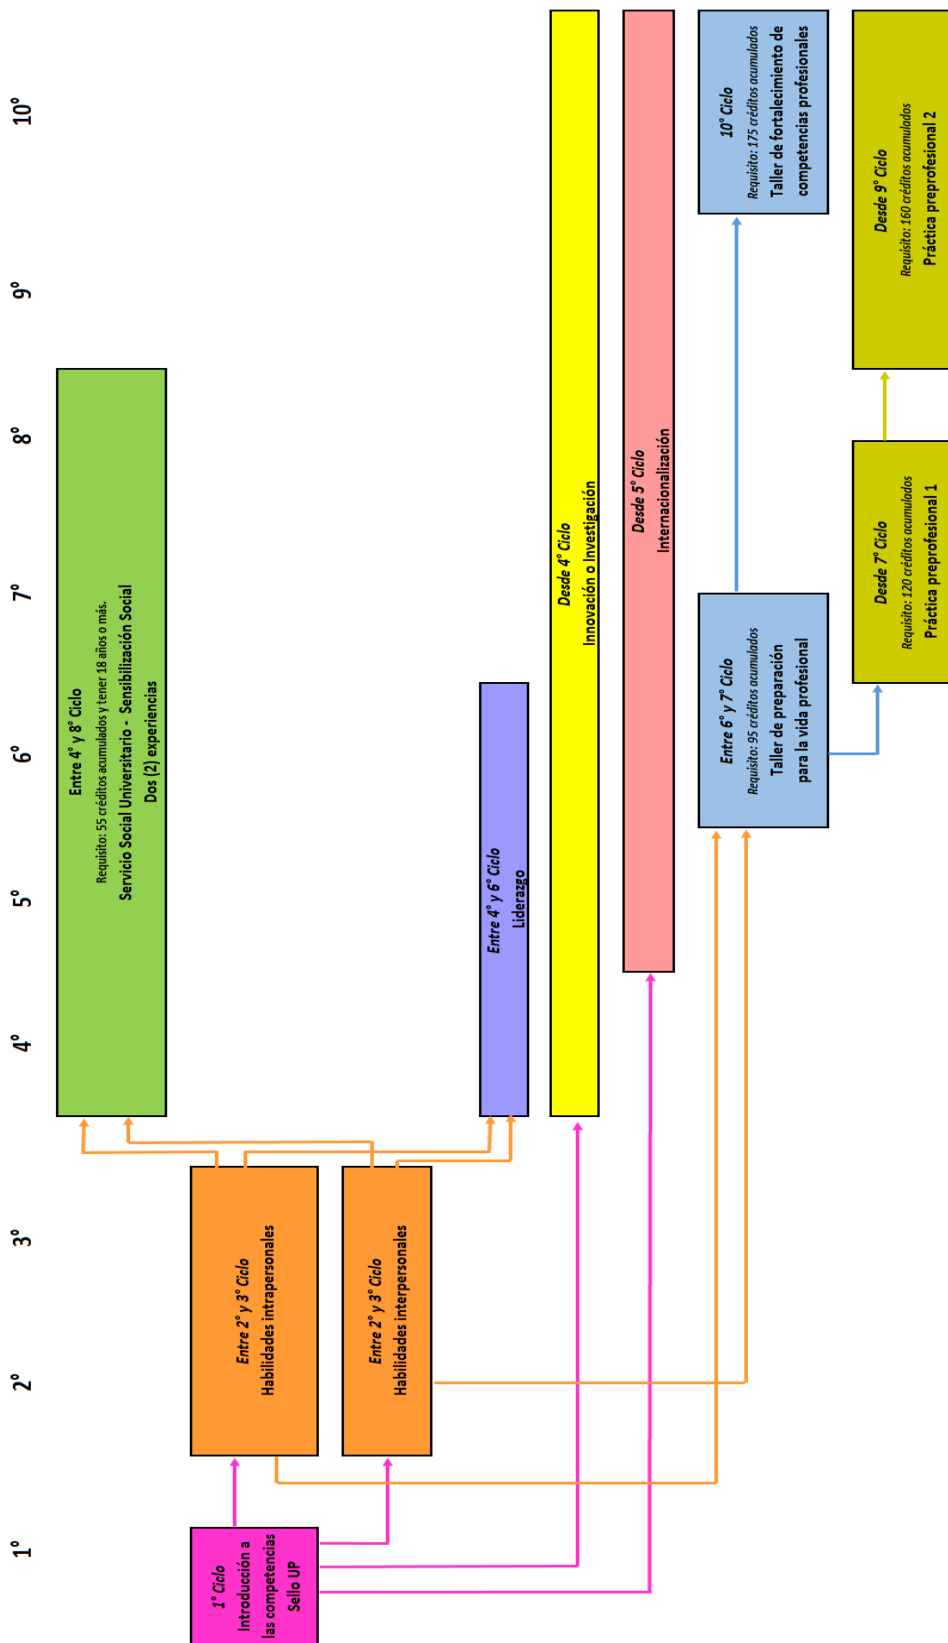 1°
2°
3°
4°
5°
6°
7°
8°
9°
10°
Entre 4° y 8° Ciclo
Requisito: 55 créditos acumulados y tener 18 años o más.
Servicio Social Universitario - Sensibilización Social
Dos (2) experiencias
1° Ciclo
Introducción a
las competencias
Sello UP
Entre 2° y 3° Ciclo
Habilidades intrapersonales
Entre 2° y 3° Ciclo
Habilidades interpersonales
Entre 4° y 6° Ciclo
Liderazgo
Desde 4° Ciclo
Innovación o Investigación
Desde 5° Ciclo
Internacionalización
Entre 6° y 7° Ciclo
Requisito: 95 créditos acumulados
Taller de preparación
para la vida profesional
10° Ciclo
Requisito: 175 créditos acumulados
Taller de fortalecimiento de
competencias profesionales
Desde 7° Ciclo
Requisito: 120 créditos acumulados
Práctica preprofesional 1
Desde 9° Ciclo
Requisito: 160 créditos acumulados
Práctica preprofesional 2